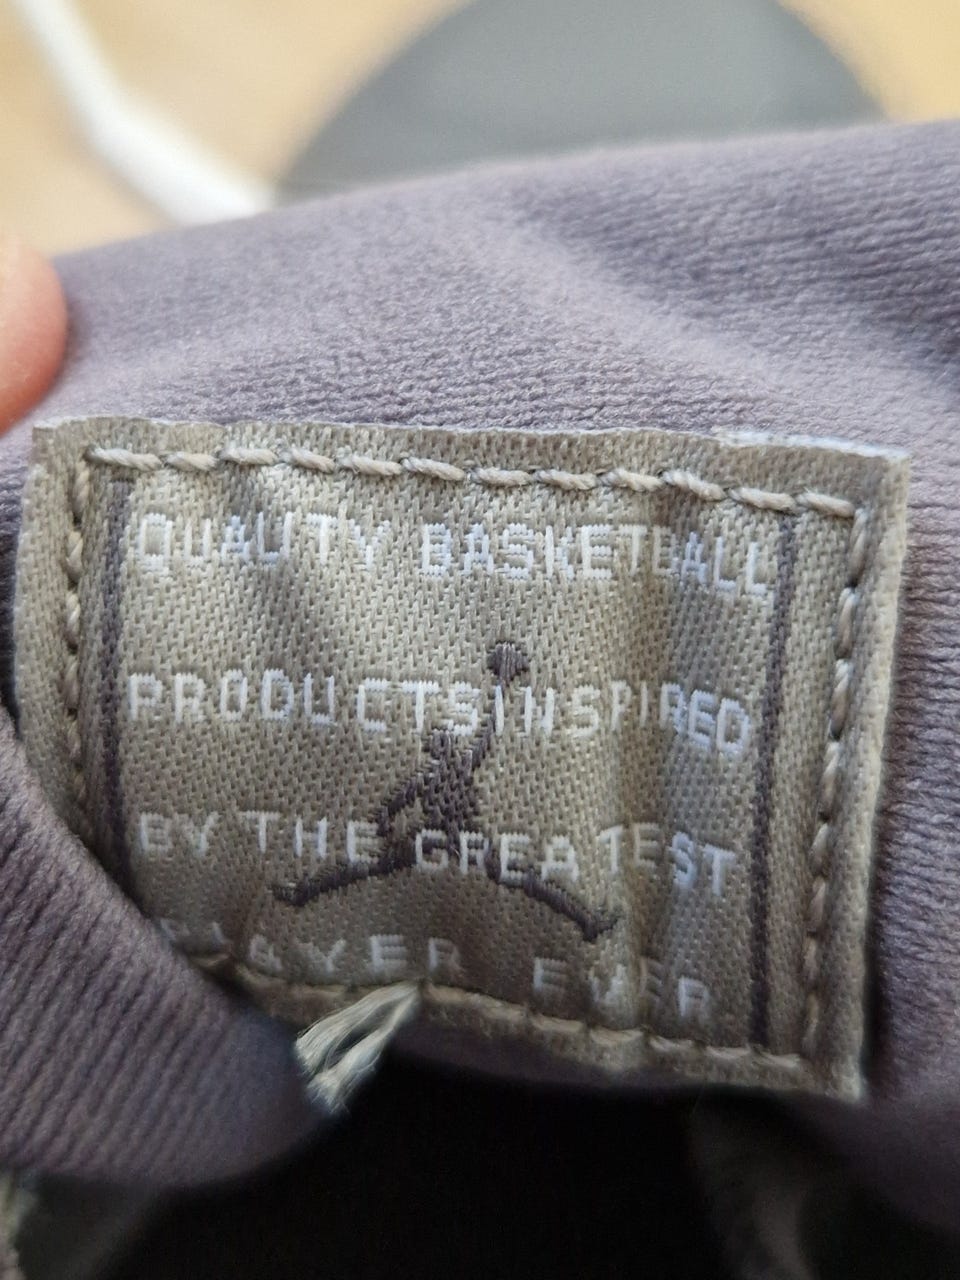 QUALITY BASKETBALL
PRODUCTS INSPIRED
BY THE GREATEST
PLAYER EVER